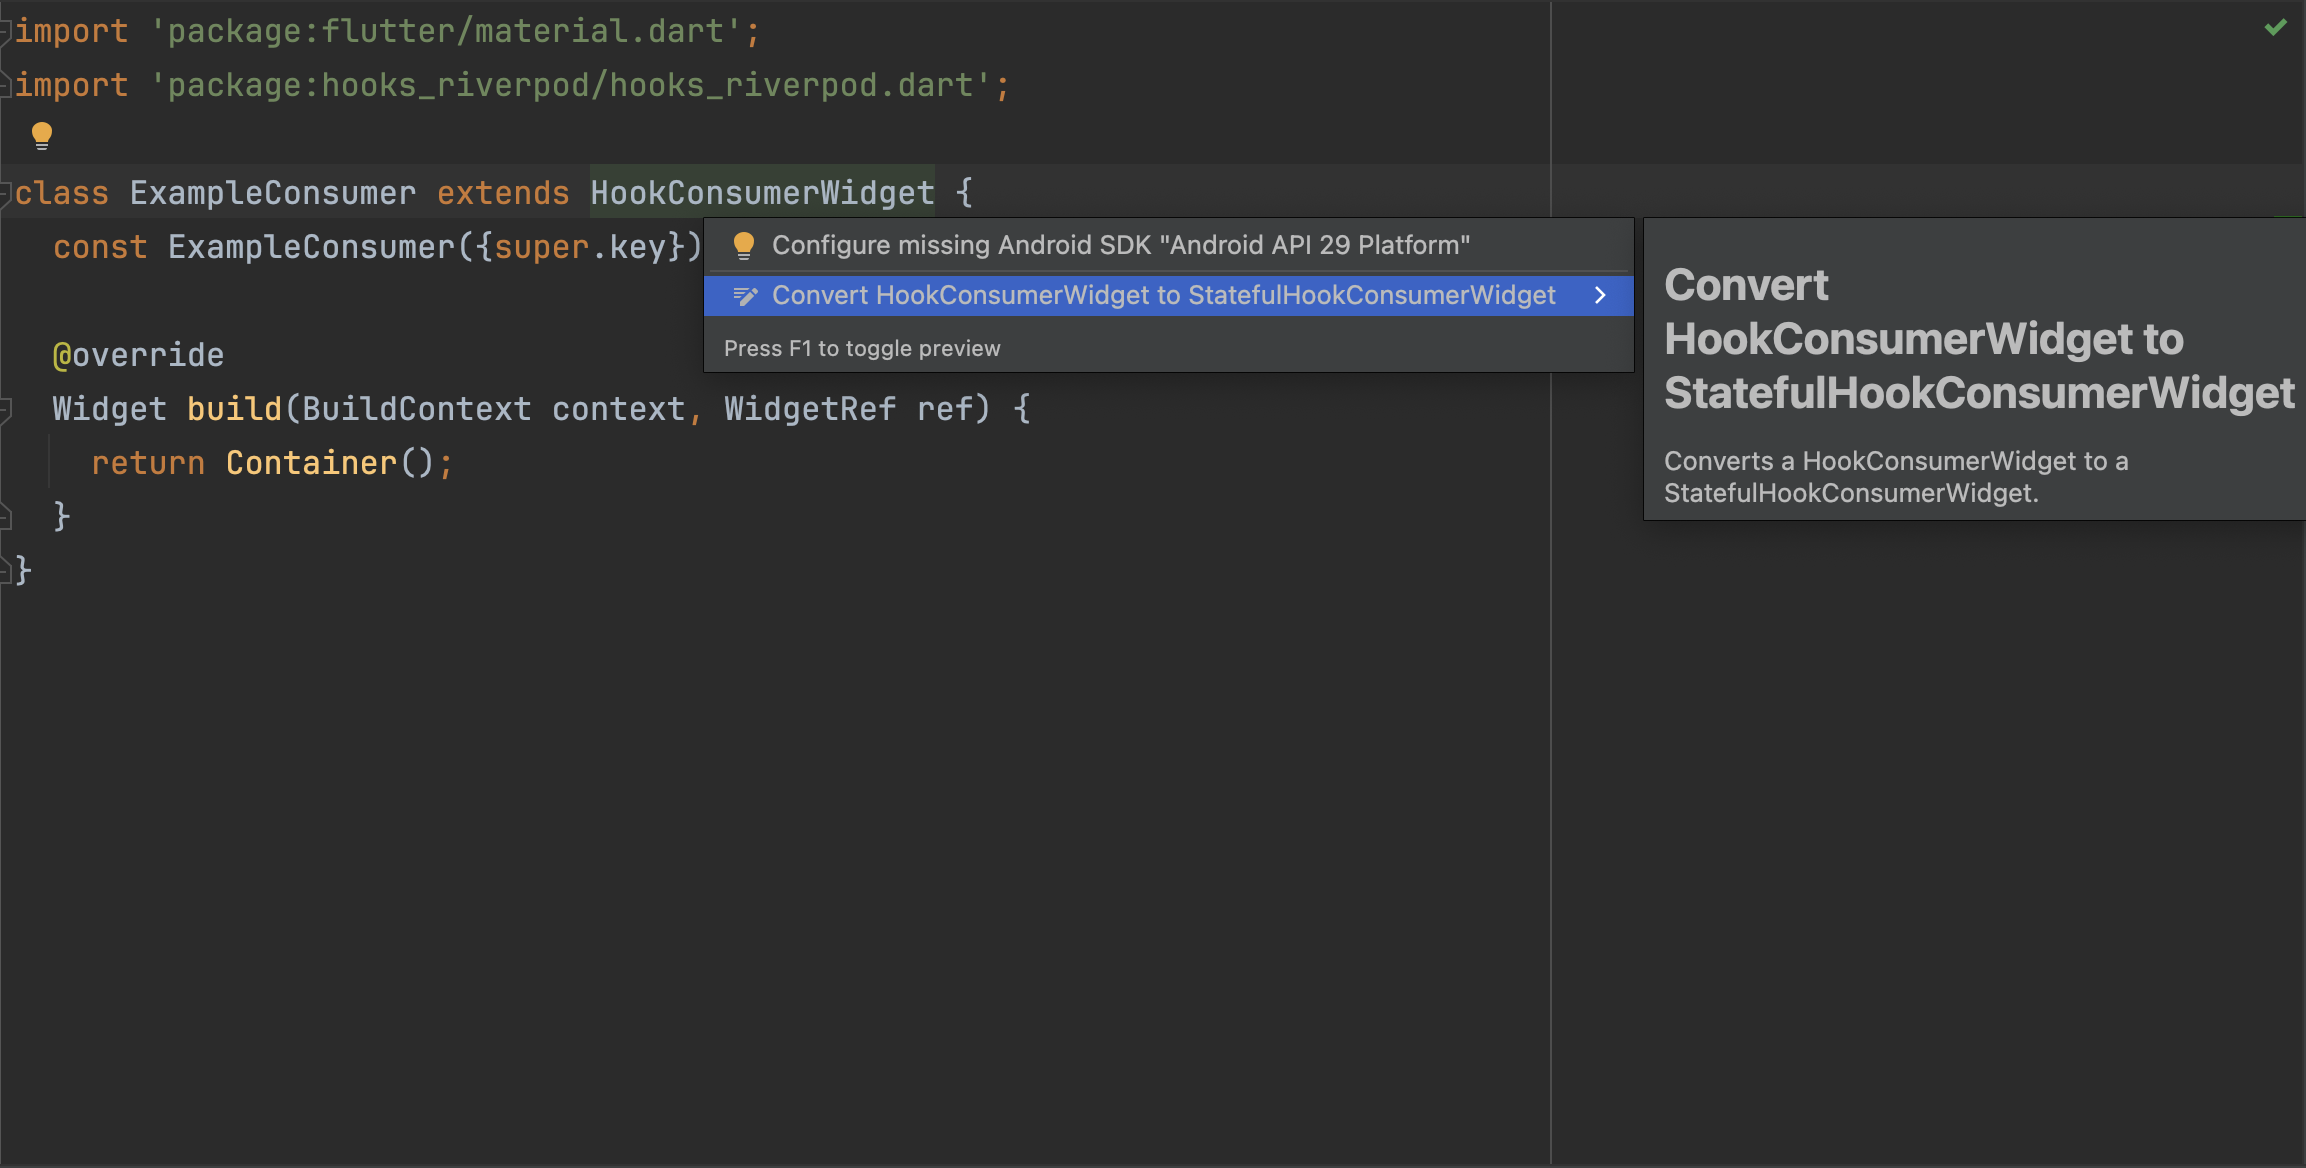 import 'package:flutter/material.dart';
import 'package:hooks_riverpod/hooks_riverpod.dart';
class ExampleConsumer extends HookConsumerWidget {
const ExampleConsumer({super.key})
@override
Widget build(BuildContext context, WidgetRef ref) {
return Container();
}
}
Configure missing Android SDK "Android API 29 Platform"
Convert HookConsumerWidget to StatefulHookConsumerWidget
Press F1 to toggle preview
Convert
HookConsumerWidget to
StatefulHookConsumerWidget
Converts a HookConsumerWidget to a
StatefulHookConsumerWidget.